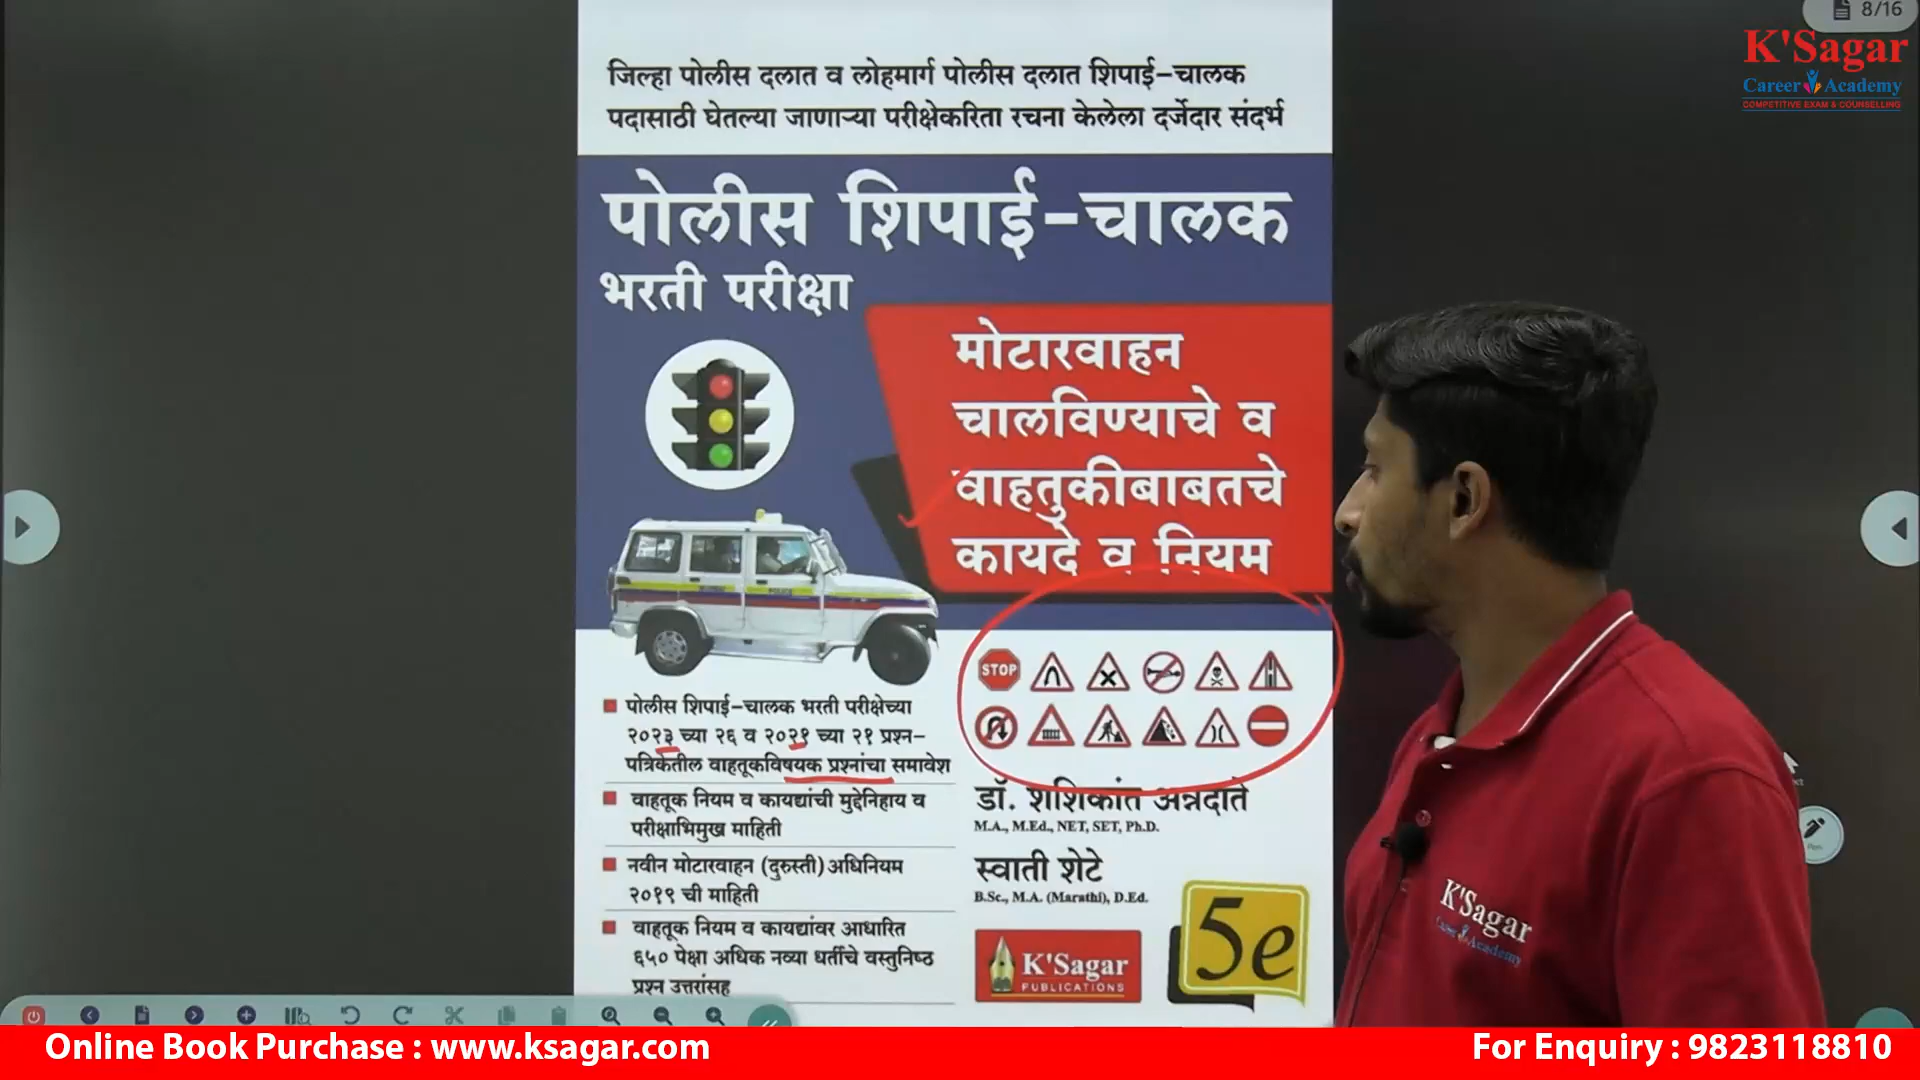 8/16
K'Sagar
Career Academy
COMPETITIVE EXAM & COUNSELLING
जिल्हा पोलीस दलात व लोहमार्ग पोलीस दलात शिपाई-चालक
पदासाठी घेतल्या जाणाऱ्या परीक्षेकरिता रचना केलेला दर्जेदार संदर्भ
पोलीस शिपाई-चालक
भरती परीक्षा
मोटारवाहन
चालविण्याचे व
वाहतुकीबाबतचे
कायदे व नियम
STOP
पोलीस शिपाई-चालक भरती परीक्षेच्या
२०२३ च्या २६ व २०२१ च्या २१ प्रश्न-
पत्रिकेतील वाहतूकविषयक प्रश्नांचा समावेश
वाहतूक नियम व कायद्यांची मुद्देनिहाय व
परीक्षाभिमुख माहिती
नवीन मोटारवाहन (दुरुस्ती) अधिनियम
२०१९ ची माहिती
वाहतूक नियम व कायद्यांवर आधारित
६५० पेक्षा अधिक नव्या धर्तीचे वस्तुनिष्ठ
प्रश्न उत्तरांसह
डॉ. शशिकांत अन्नदाते
M.A., M.Ed., NET, SET, Ph.D.
स्वाती शेटे
B.Sc., M.A. (Marathi), D.Ed.
K'Sagar
PUBLICATIONS
5e
Pen
K'Sagar
Career Academy
Online Book Purchase : www.ksagar.com
For Enquiry : 9823118810